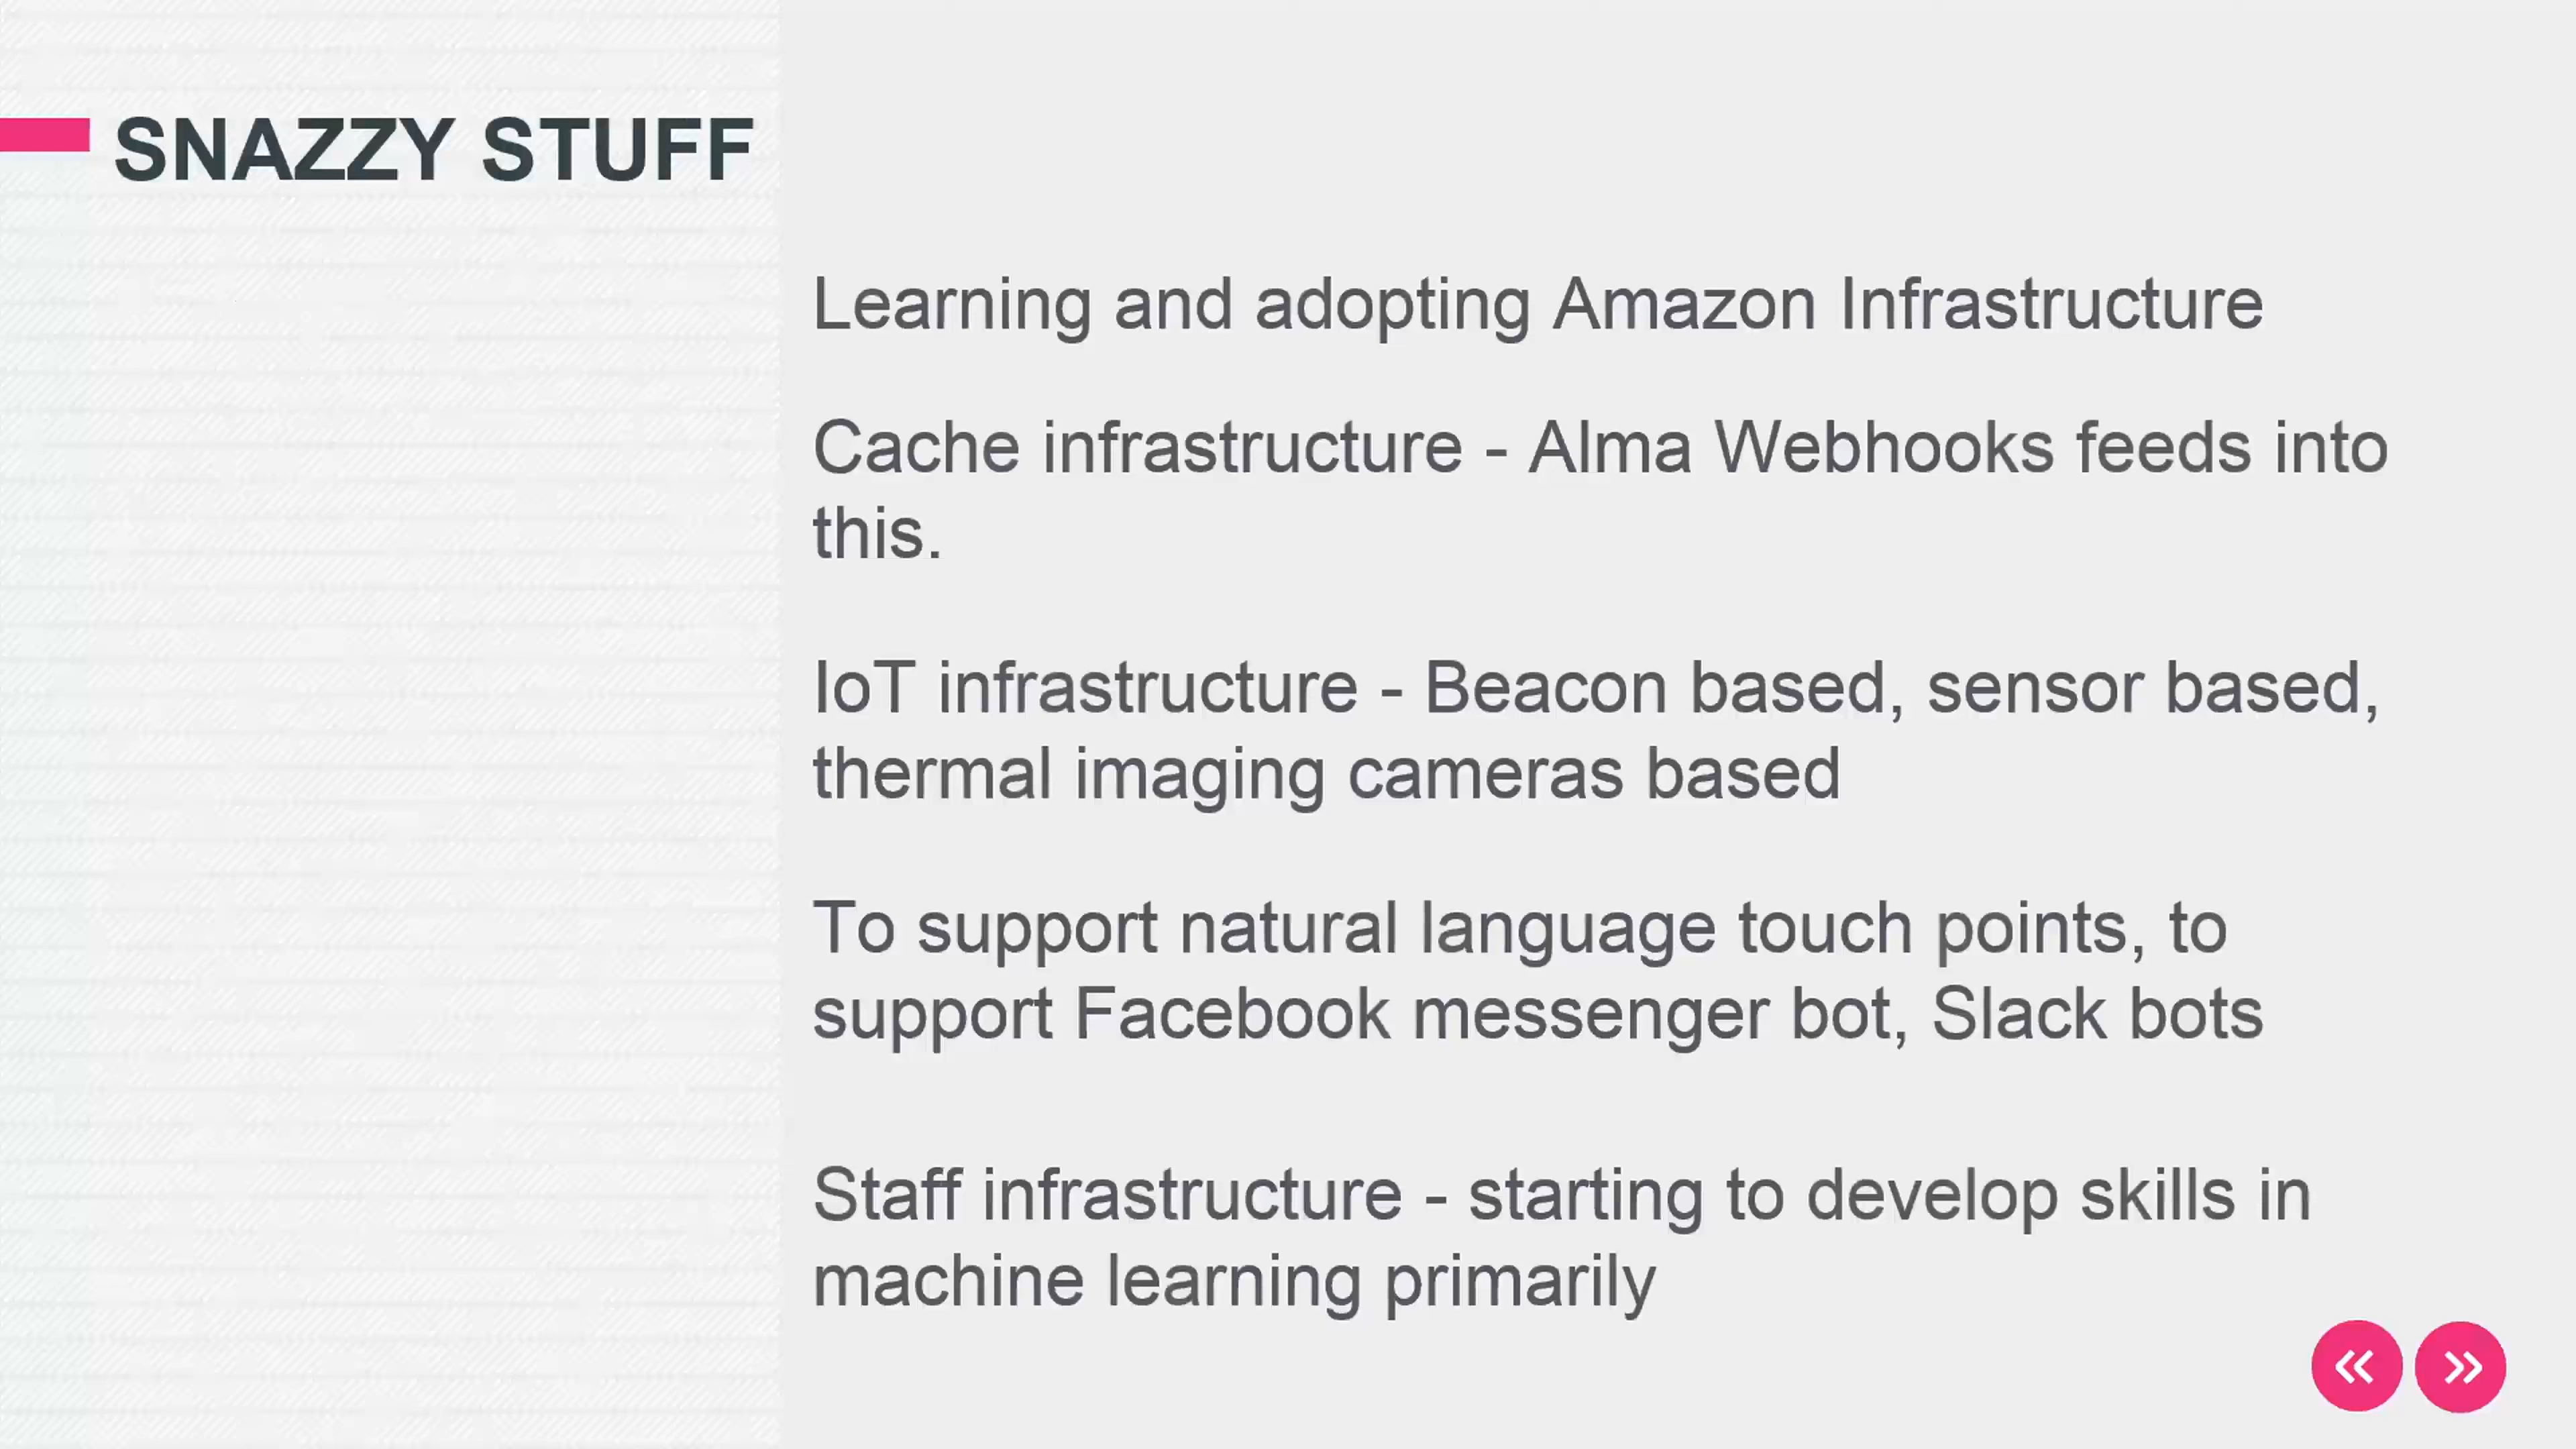 SNAZZY STUFF
Learning and adopting Amazon Infrastructure
Cache infrastructure - Alma Webhooks feeds into
this.
IoT infrastructure - Beacon based, sensor based,
thermal imaging cameras based
To support natural language touch points, to
support Facebook messenger bot, Slack bots
Staff infrastructure - starting to develop skills in
machine learning primarily